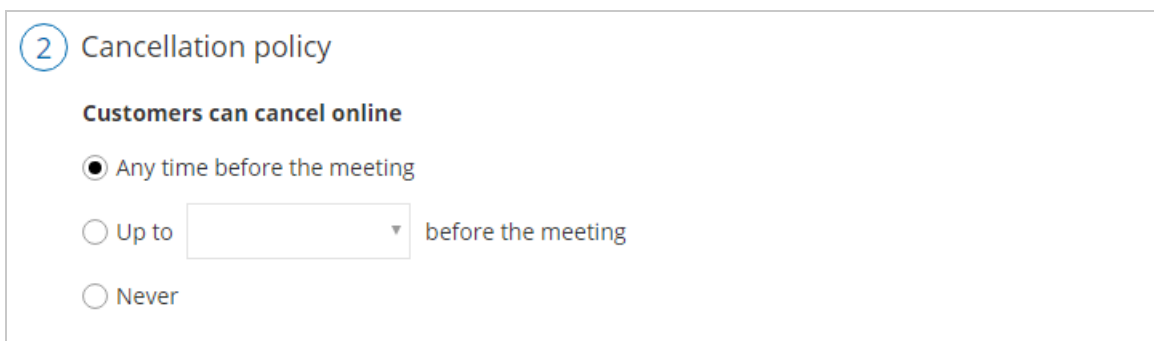 2 Cancellation policy
Customers can cancel online
Any time before the meeting
Up to before the meeting
Never